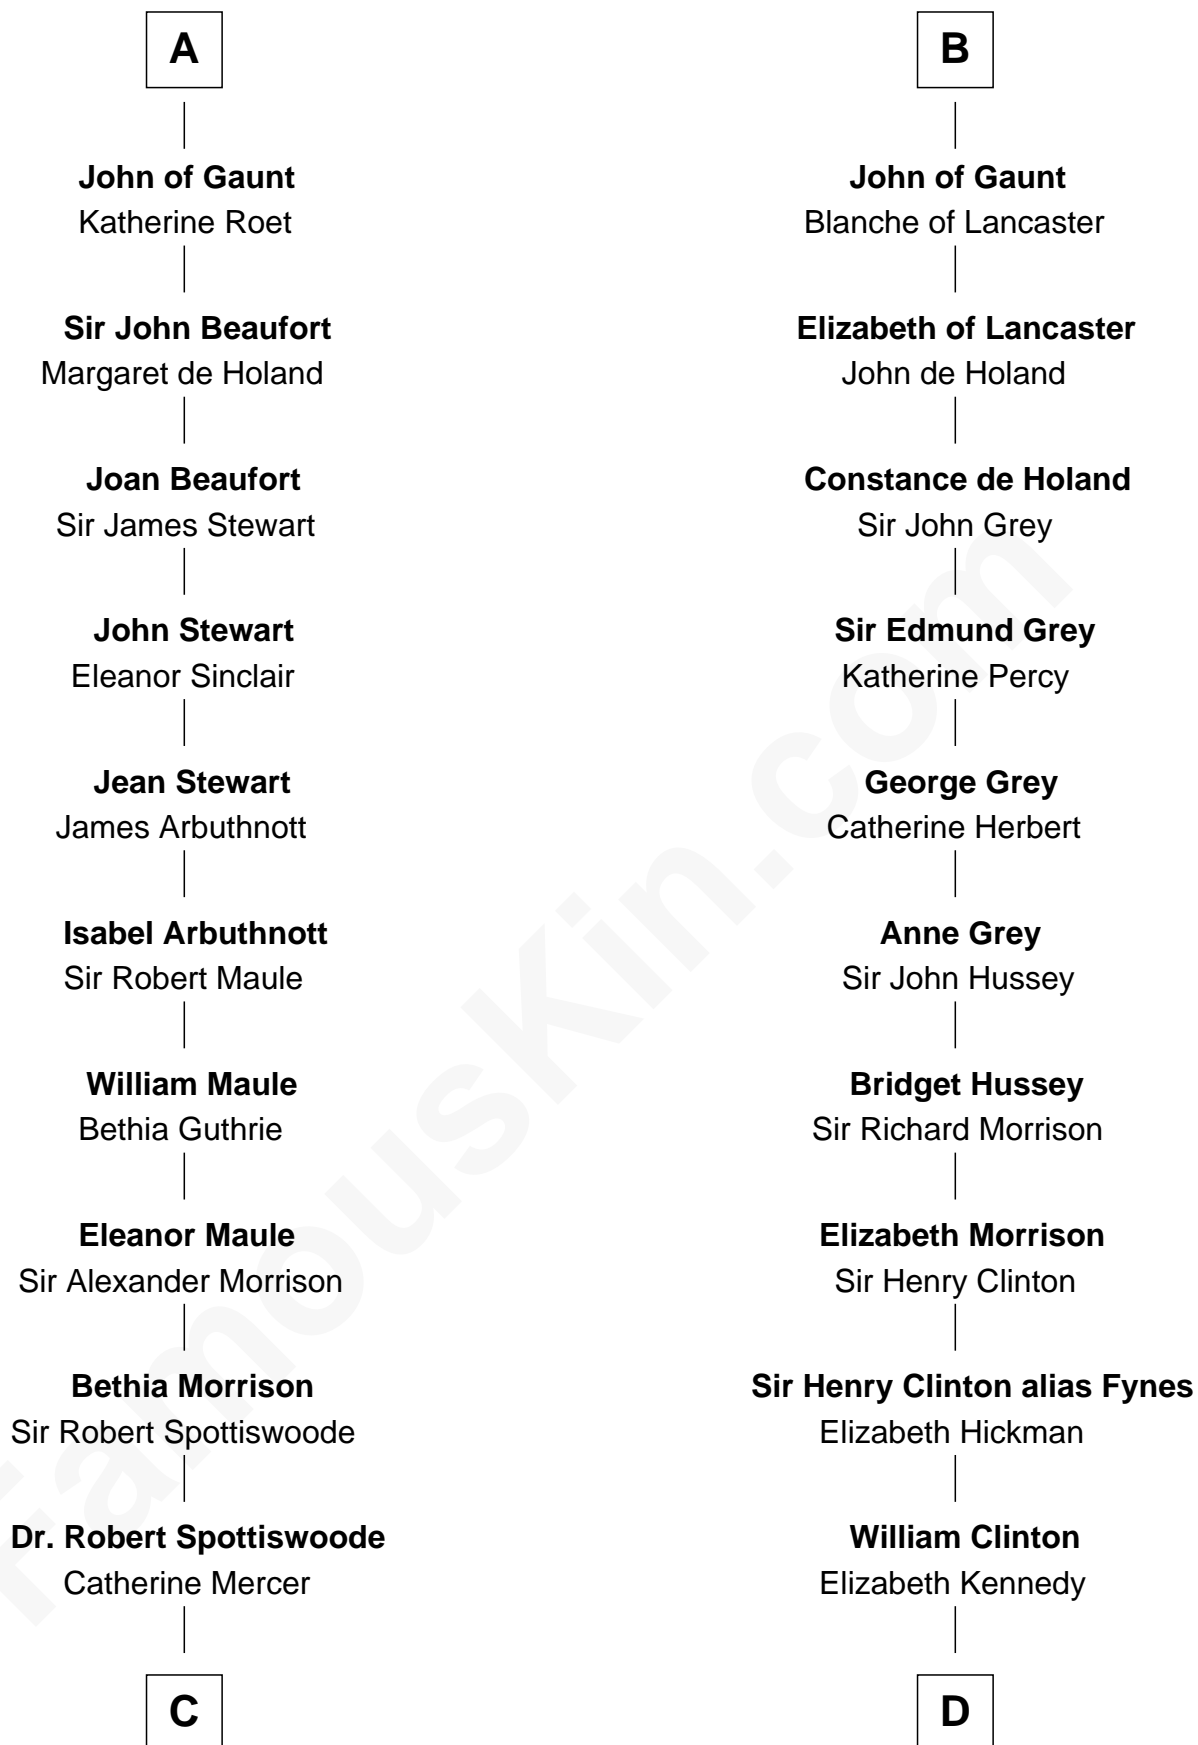 A
John of Gaunt
Katherine Roet
Sir John Beaufort
Margaret de Holand
Joan Beaufort
Sir James Stewart
John Stewart
Eleanor Sinclair
Jean Stewart
James Arbuthnott
Isabel Arbuthnott
Sir Robert Maule
William Maule
Bethia Guthrie
Eleanor Maule
Sir Alexander Morrison
Bethia Morrison
Sir Robert Spottiswoode
Dr. Robert Spottiswoode
Catherine Mercer
C
B
John of Gaunt
Blanche of Lancaster
Elizabeth of Lancaster
John de Holand
Constance de Holand
Sir John Grey
Sir Edmund Grey
Katherine Percy
George Grey
Catherine Herbert
Anne Grey
Sir John Hussey
Bridget Hussey
Sir Richard Morrison
Elizabeth Morrison
Sir Henry Clinton
Sir Henry Clinton alias Fynes
Elizabeth Hickman
William Clinton
Elizabeth Kennedy
D
FamousKin.com